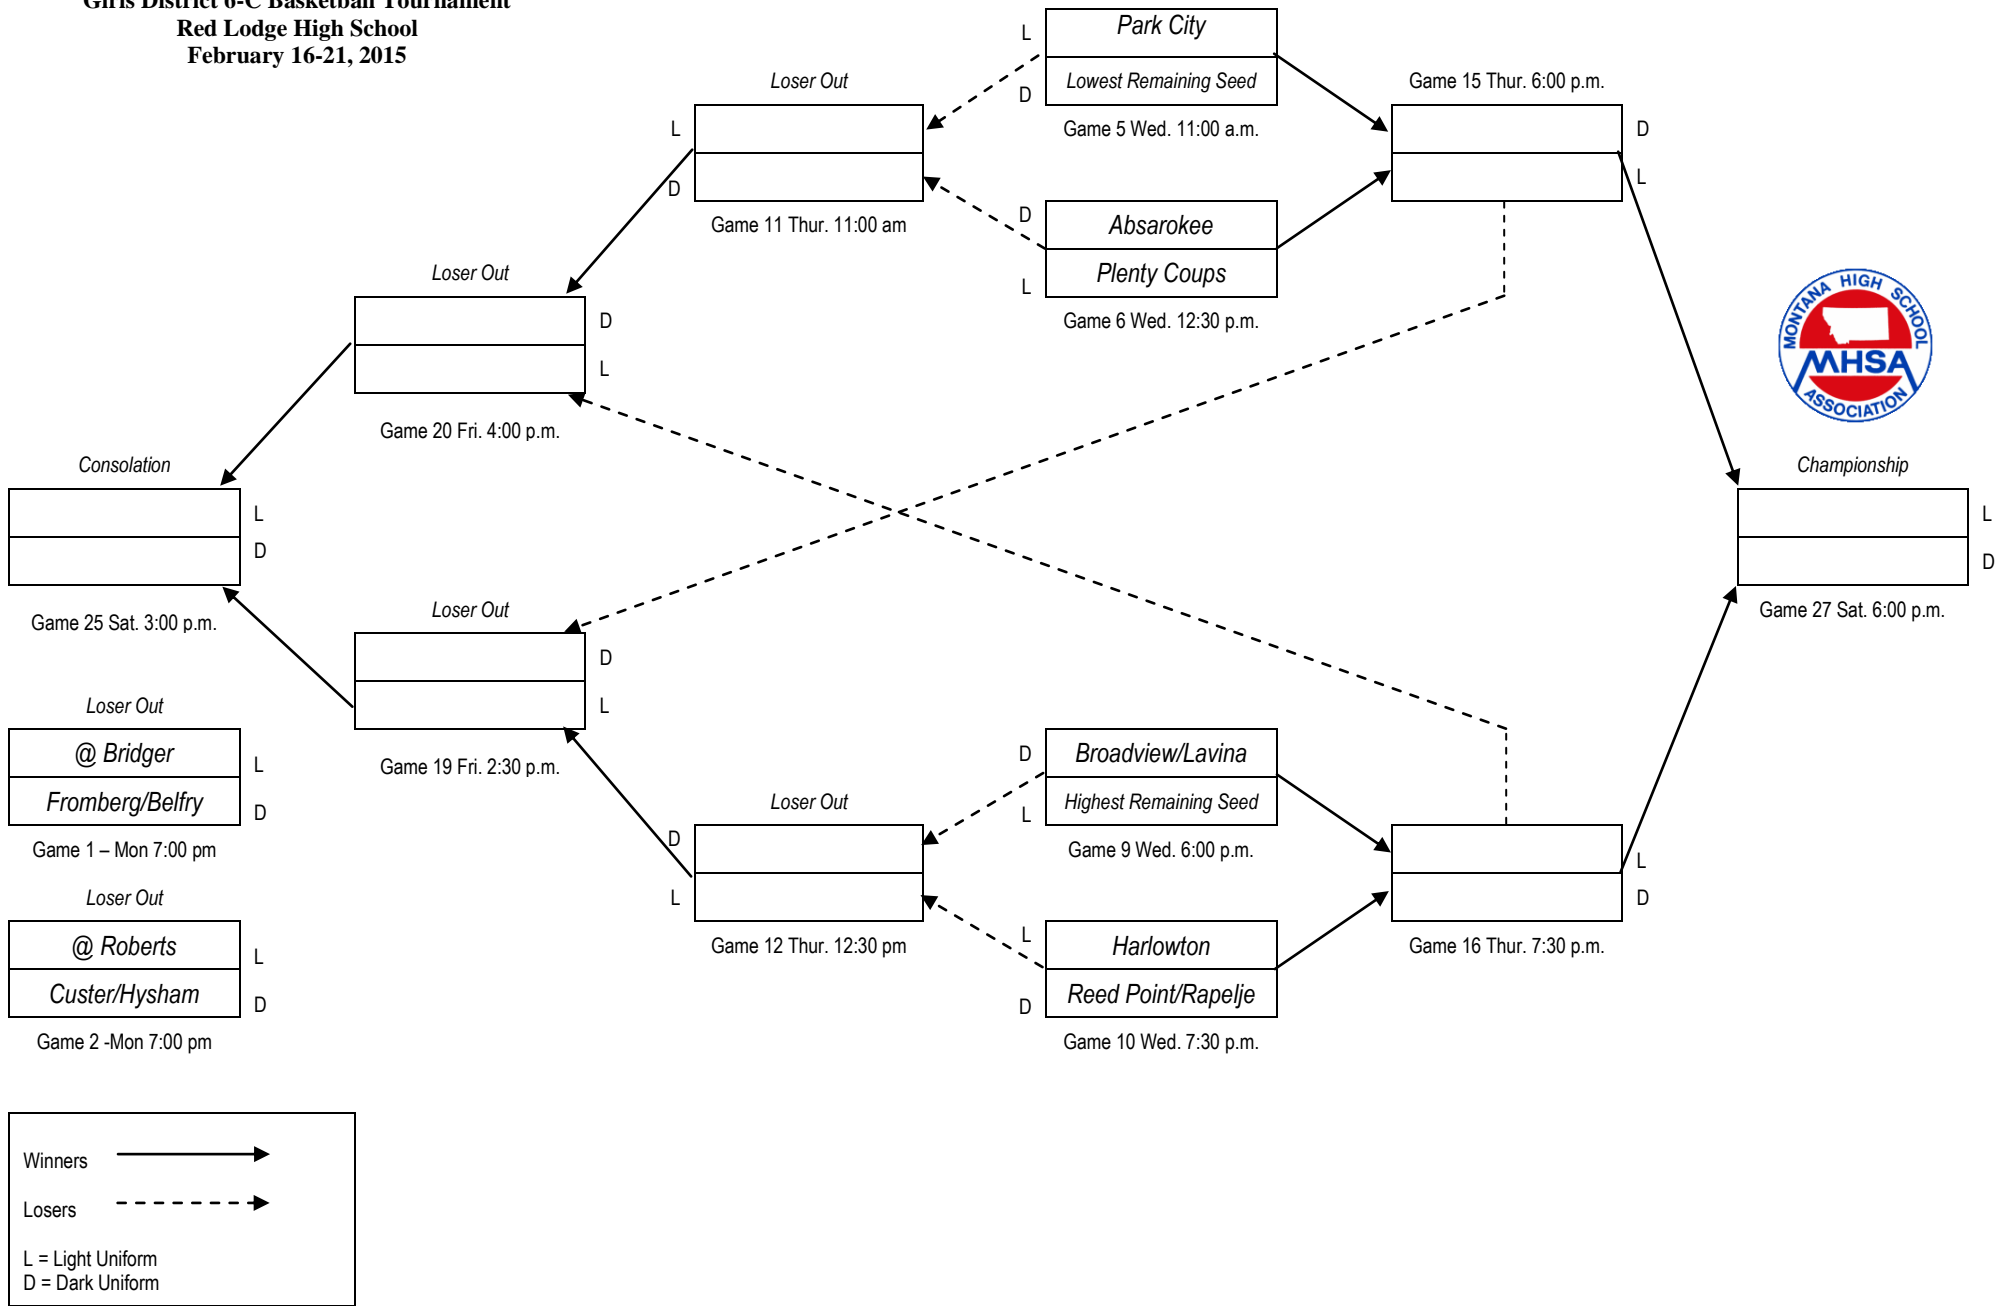 Girls District 6-C Basketball Tournament
Red Lodge High School
February 16-21, 2015
L
Park City
Lowest Remaining Seed
D
Game 5 Wed. 11:00 a.m.
Game 15 Thur. 6:00 p.m.
D
L
Loser Out
L
D
Game 11 Thur. 11:00 am
D
Absarokee
Plenty Coups
L
Game 6 Wed. 12:30 p.m.
Loser Out
D
L
Game 20 Fri. 4:00 p.m.
MONTANA HIGH SCHOOL
MHSA
ASSOCIATION
Consolation
L
D
Game 25 Sat. 3:00 p.m.
Championship
L
D
Game 27 Sat. 6:00 p.m.
Loser Out
D
L
Game 19 Fri. 2:30 p.m.
Loser Out
@ Bridger
L
Fromberg/Belfry
D
Game 1 – Mon 7:00 pm
D
Broadview/Lavina
Highest Remaining Seed
L
Game 9 Wed. 6:00 p.m.
Loser Out
D
L
Game 12 Thur. 12:30 pm
L
D
Game 16 Thur. 7:30 p.m.
Loser Out
@ Roberts
L
Custer/Hysham
D
Game 2 -Mon 7:00 pm
L
Harlowton
Reed Point/Rapelje
D
Game 10 Wed. 7:30 p.m.
Winners
Losers
L = Light Uniform
D = Dark Uniform